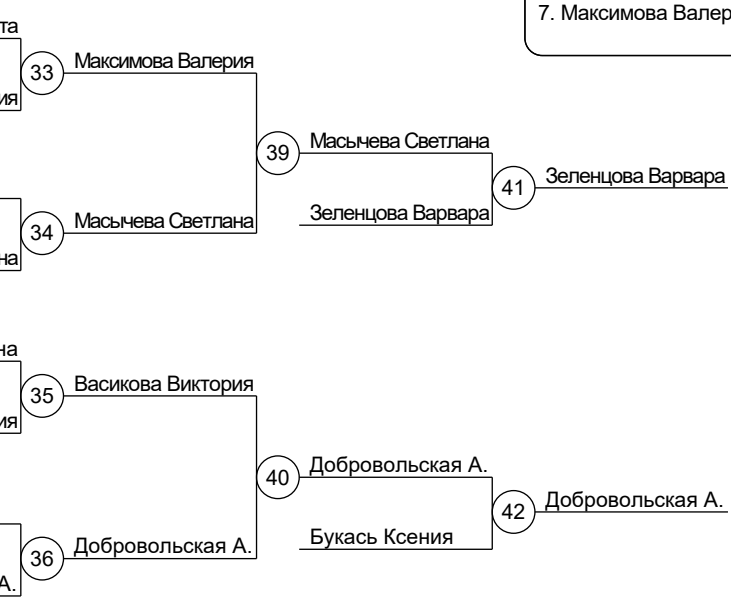 7. Максимова Валер
та
33
Максимова Валерия
ия
39
Масычева Светлана
41
Зеленцова Варвара
34
Масычева Светлана
Зеленцова Варвара
на
на
35
Васикова Виктория
ия
40
Добровольская А.
42
Добровольская А.
36
Добровольская А.
Букась Ксения
А.